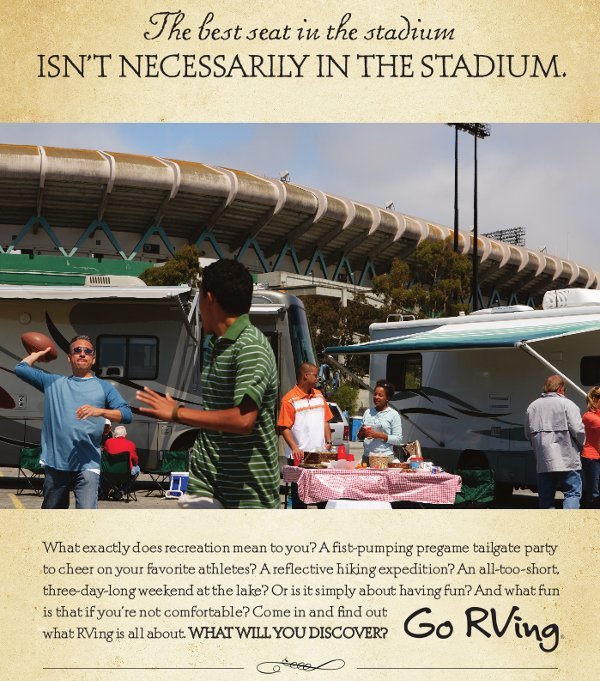 The best seat in the stadium
ISN'T NECESSARILY IN THE STADIUM.
What exactly does recreation mean to you? A fist-pumping pregame tailgate party
to cheer on your favorite athletes? A reflective hiking expedition? An all-too-short,
three-day-long weekend at the lake? Or is it simply about having fun? And what fun
is that if you're not comfortable? Come in and find out
what RVing is all about. WHAT WILL YOU DISCOVER?
Go RVing